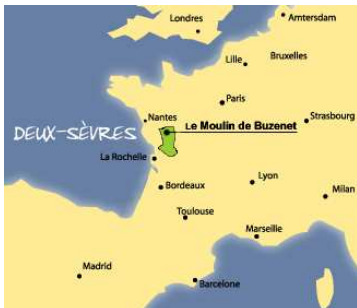 Londres
Amterdam
Lille
Bruxelles
Paris
Nantes
Le Moulin de Buzenet
Strasbourg
DEUX-SÈVRES
La Rochelle
Bordeaux
Lyon
Milan
Toulouse
Marseille
Madrid
Barcelone